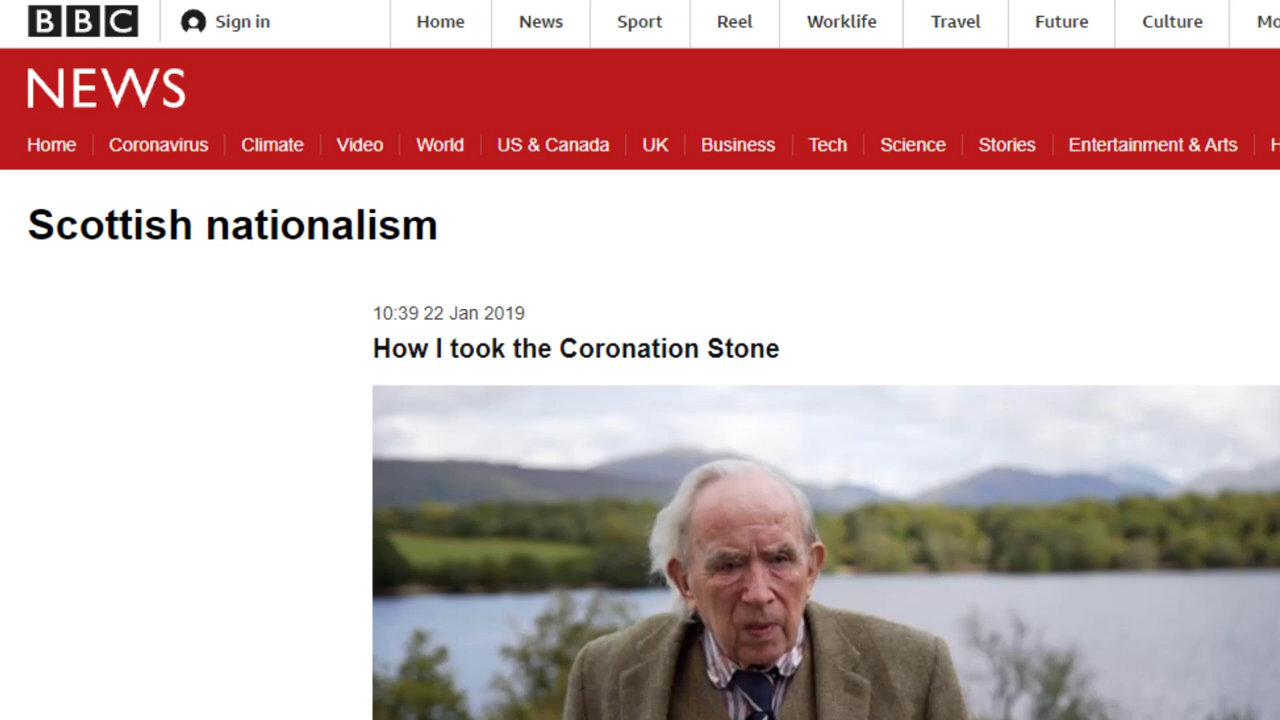 BBC Sign in Home News Sport Reel Worklife Travel Future Culture
NEWS
Home Coronavirus Climate Video World US & Canada UK Business Tech Science Stories Entertainment & Arts
Scottish nationalism
10:39 22 Jan 2019
How I took the Coronation Stone